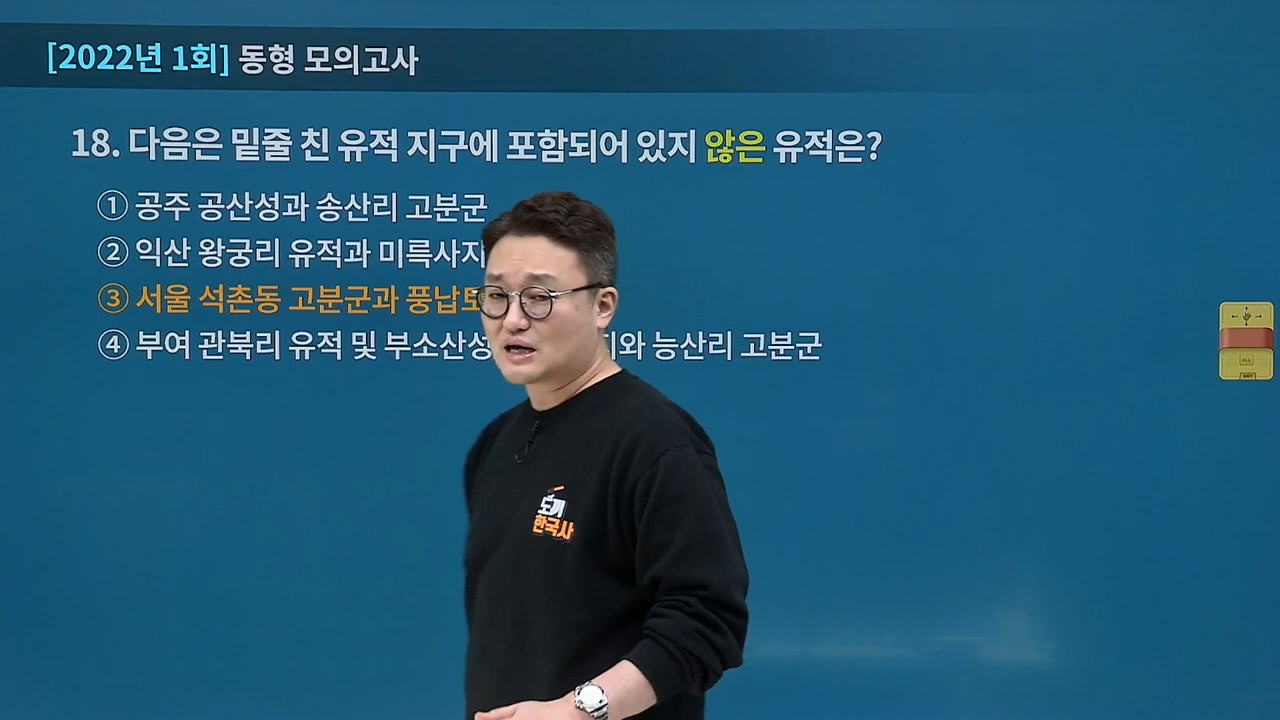 [2022년 1회] 동형 모의고사
18. 다음은 밑줄 친 유적 지구에 포함되어 있지 않은 유적은?
① 공주 공산성과 송산리 고분군
② 익산 왕궁리 유적과 미륵사지
③ 서울 석촌동 고분군과 풍납토
④ 부여 관북리 유적 및 부소산성 와 능산리 고분군
도끼
한국사